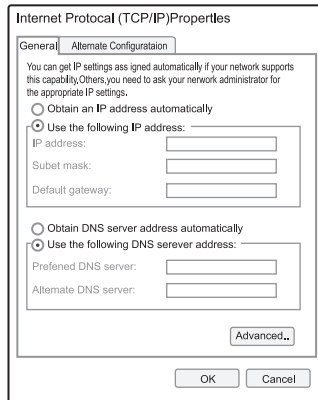 Internet Protocal (TCP/IP)Properties
General
Alternate Configurataion
You can get IP settings ass igned automatically if your network supports
this capability,Others,you need to ask your nerwork administrator for
the appropriate IP settings.
Obtain an IP address automatically
Use the following IP address:
IP address:
Subet mask:
Default gateway:
Obtain DNS server address automatically
Use the following DNS serever address:
Prefened DNS server:
Alternate DNS server:
Advanced..
OK
Cancel